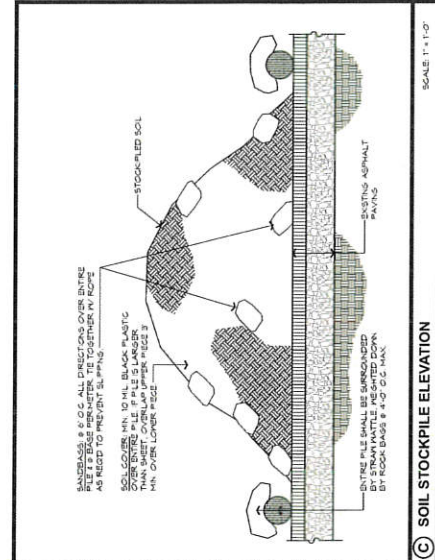 SANDBAGS: @ 6' O.C. ALL DIRECTIONS OVER ENTIRE
PILE & @ BASE PERIMETER. TIE TOGETHER W/ ROPE
AS REQ'D TO PREVENT SLIPPING.
STOCKPILED SOIL
SOIL COVER: MIN. 10 MIL. BLACK PLASTIC
OVER ENTIRE PILE. IF PILE IS LARGER
THAN SHEET, OVERLAP UPPER PIECE 3'
MIN OVER LOWER PIECE.
ENTIRE PILE SHALL BE SURROUNDED
BY STRAW WATTLE, WEIGHTED DOWN
BY ROCK BAGS @ 4'-0" O.C. MAX.
EXISTING ASPHALT
PAVING
C SOIL STOCKPILE ELEVATION
SCALE: 1" = 1'-0"